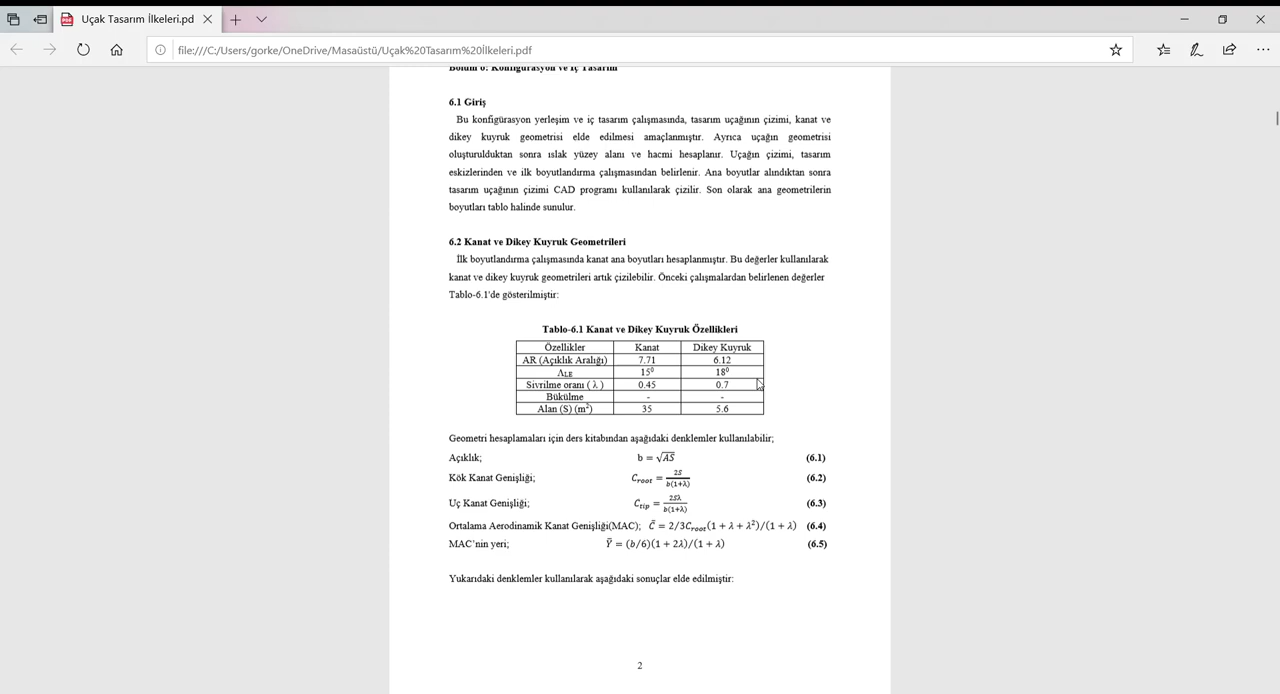 Uçak Tasarım İlkeleri.pd
file:///C:/Users/gorke/OneDrive/Masaüstü/Uçak%20Tasarım%20İlkeleri.pdf
Bölüm 6: Konfigürasyon ve İç Tasarım
6.1 Giriş
Bu konfigürasyon yerleşim ve iç tasarım çalışmasında, tasarım uçağının çizimi, kanat ve
dikey kuyruk geometrisi elde edilmesi amaçlanmıştır. Ayrıca uçağın geometrisi
oluşturulduktan sonra ıslak yüzey alanı ve hacmi hesaplanır. Uçağın çizimi, tasarım
eskizlerinden ve ilk boyutlandırma çalışmasından belirlenir. Ana boyutlar alındıktan sonra
tasarım uçağının çizimi CAD programı kullanılarak çizilir. Son olarak ana geometrilerin
boyutları tablo halinde sunulur.
6.2 Kanat ve Dikey Kuyruk Geometrileri
İlk boyutlandırma çalışmasında kanat ana boyutları hesaplanmıştır. Bu değerler kullanılarak
kanat ve dikey kuyruk geometrileri artık çizilebilir. Önceki çalışmalardan belirlenen değerler
Tablo-6.1'de gösterilmiştir:
Tablo-6.1 Kanat ve Dikey Kuyruk Özellikleri
Özellikler Kanat Dikey Kuyruk
AR (Açıklık Aralığı) 7.71 6.12
Λ_LE 15⁰ 18⁰
Sivrilme oranı ( λ ) 0.45 0.7
Bükülme - -
Alan (S) (m²) 35 5.6
Geometri hesaplamaları için ders kitabından aşağıdaki denklemler kullanılabilir;
Açıklık; b = √AS (6.1)
Kök Kanat Genişliği; C_root = 2S/b(1+λ) (6.2)
Uç Kanat Genişliği; C_tip = 2Sλ/b(1+λ) (6.3)
Ortalama Aerodinamik Kanat Genişliği(MAC); C̄ = 2/3C_root(1 + λ + λ²)/(1 + λ) (6.4)
MAC’nin yeri; Ȳ = (b/6)(1 + 2λ)/(1 + λ) (6.5)
Yukarıdaki denklemler kullanılarak aşağıdaki sonuçlar elde edilmiştir:
2